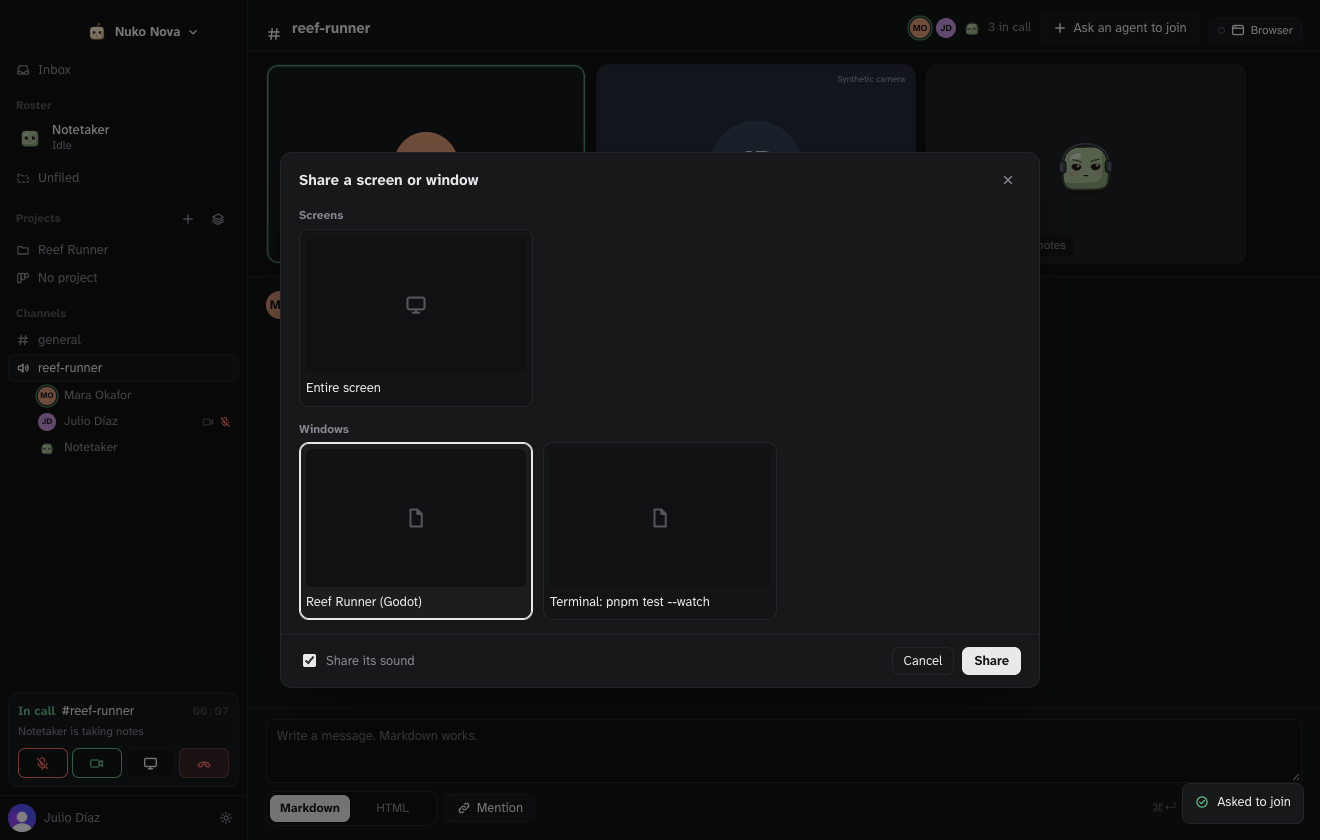 Nuko Nova
Inbox
Roster
Notetaker
Idle
Unfiled
Projects
Reef Runner
No project
Channels
general
reef-runner
MO Mara Okafor
JD Julio Díaz
Notetaker
In call #reef-runner 00:07
Notetaker is taking notes
Julio Díaz
# reef-runner
MO JD 3 in call
Ask an agent to join
Browser
Synthetic camera
notes
Share a screen or window
Screens
Entire screen
Windows
Reef Runner (Godot)
Terminal: pnpm test --watch
Share its sound
Cancel
Share
Write a message. Markdown works.
Markdown
HTML
Mention
⌘↵
Asked to join